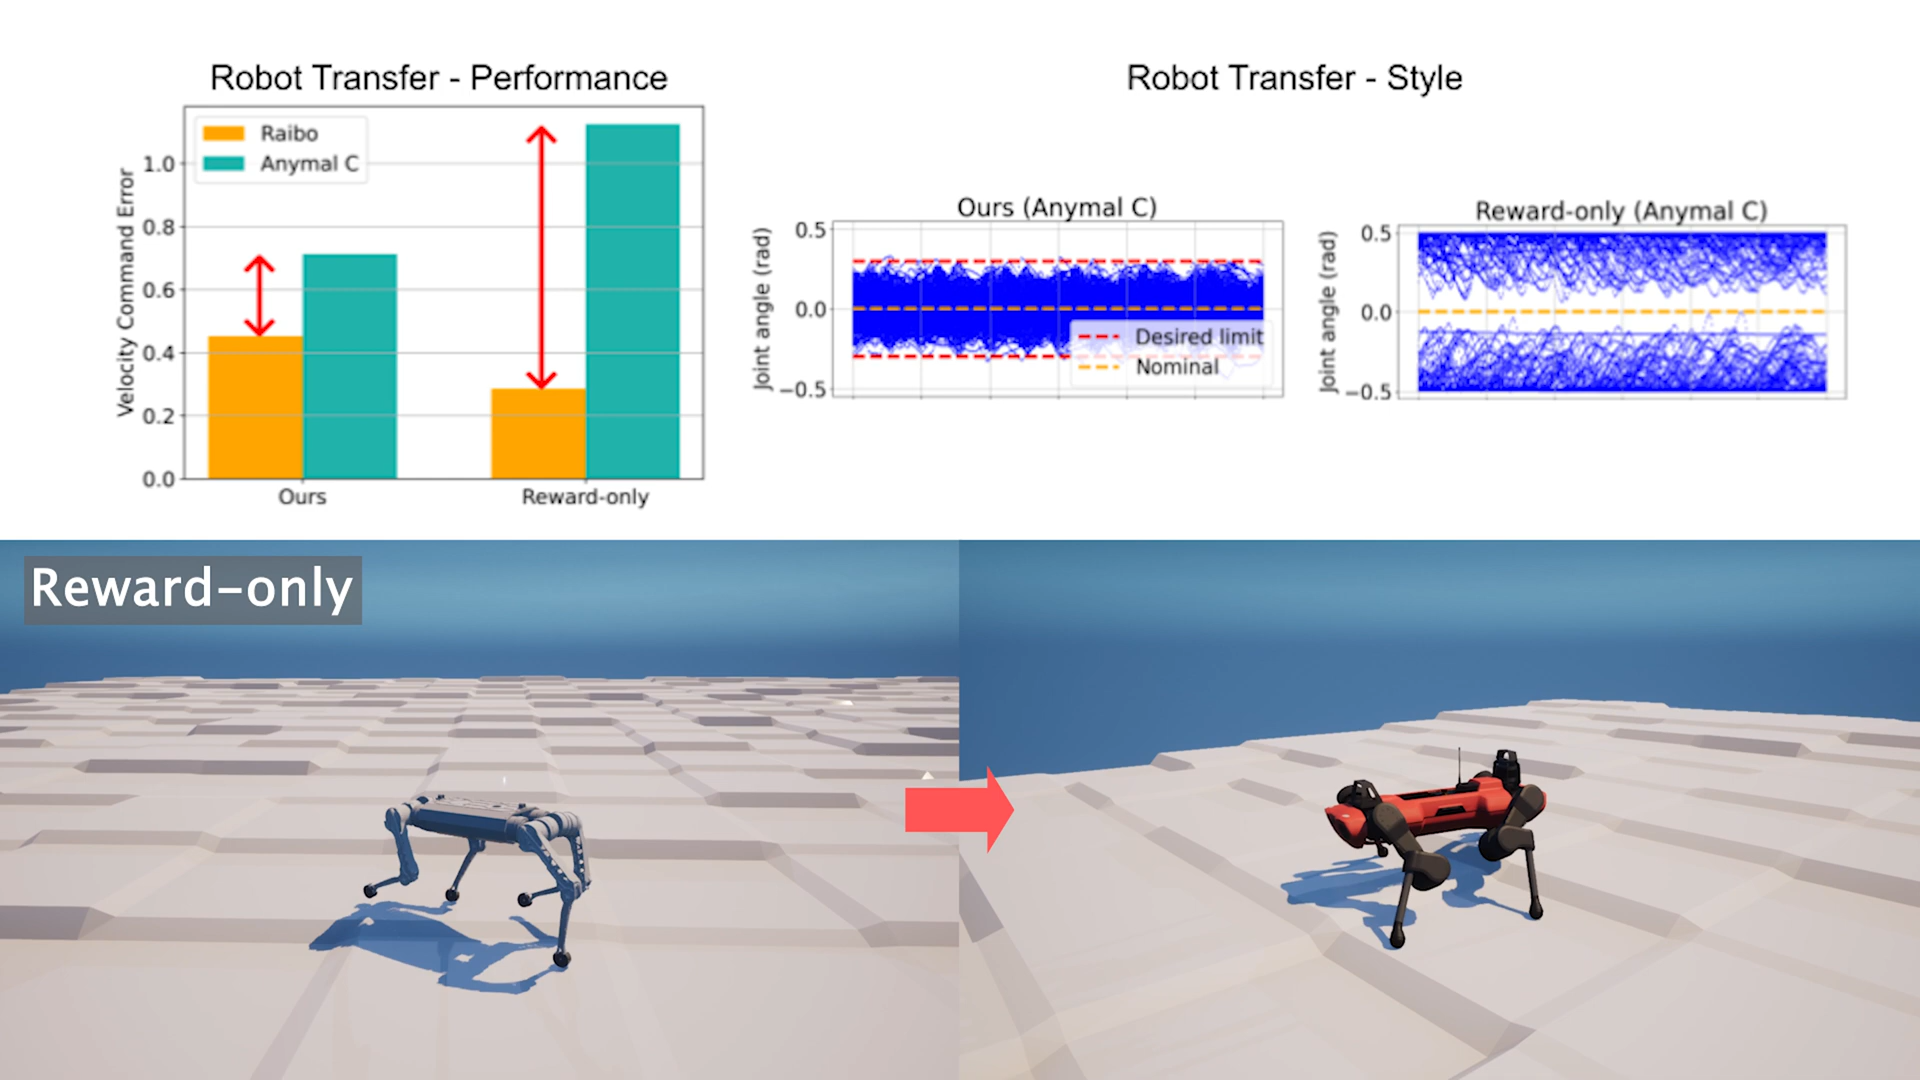 Robot Transfer - Performance
Raibo
Anymal C
Velocity Command Error
1.0
0.8
0.6
0.4
0.2
0.0
Ours
Reward-only
Robot Transfer - Style
Ours (Anymal C)
Joint angle (rad)
0.5
0.0
−0.5
Desired limit
Nominal
Reward-only (Anymal C)
Joint angle (rad)
0.5
0.0
−0.5
Reward-only